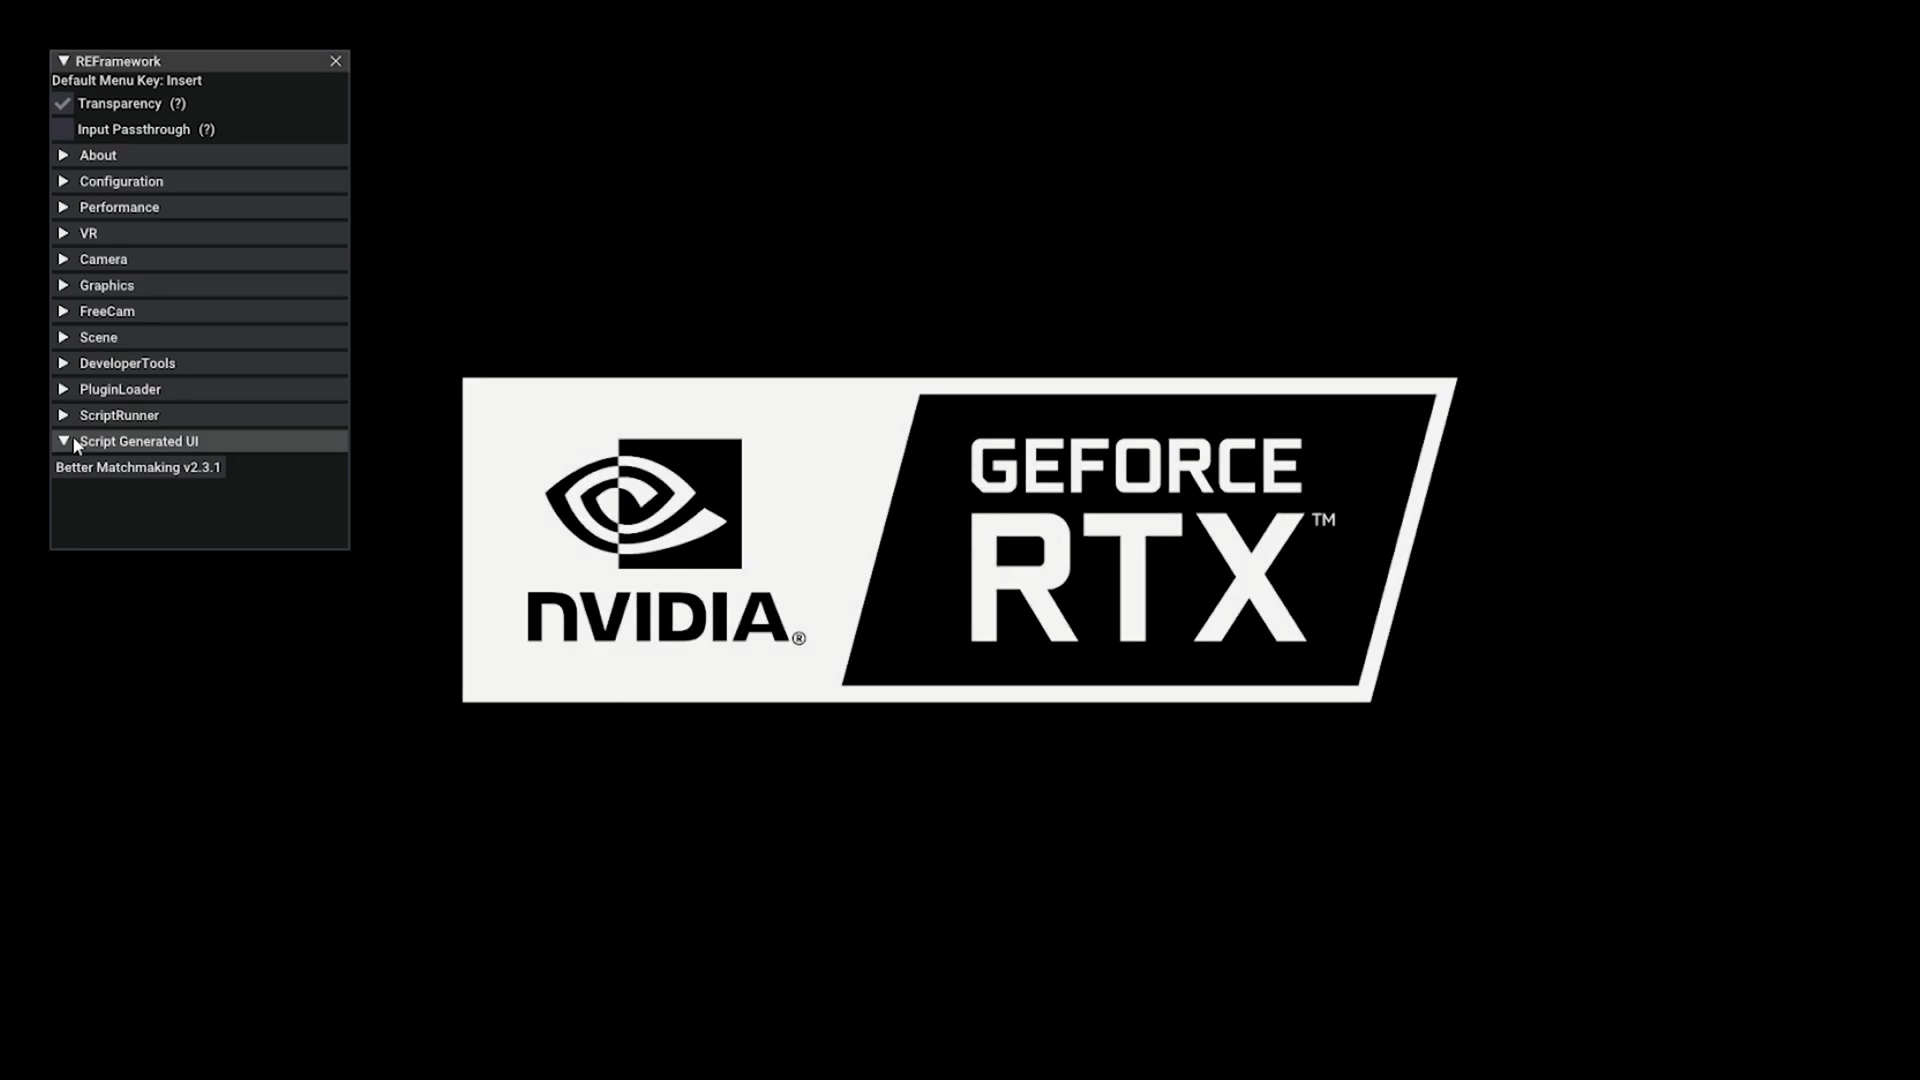 REFramework
Default Menu Key: Insert
Transparency (?)
Input Passthrough (?)
About
Configuration
Performance
VR
Camera
Graphics
FreeCam
Scene
DeveloperTools
PluginLoader
ScriptRunner
Script Generated UI
Better Matchmaking v2.3.1
GEFORCE
RTX™
NVIDIA®